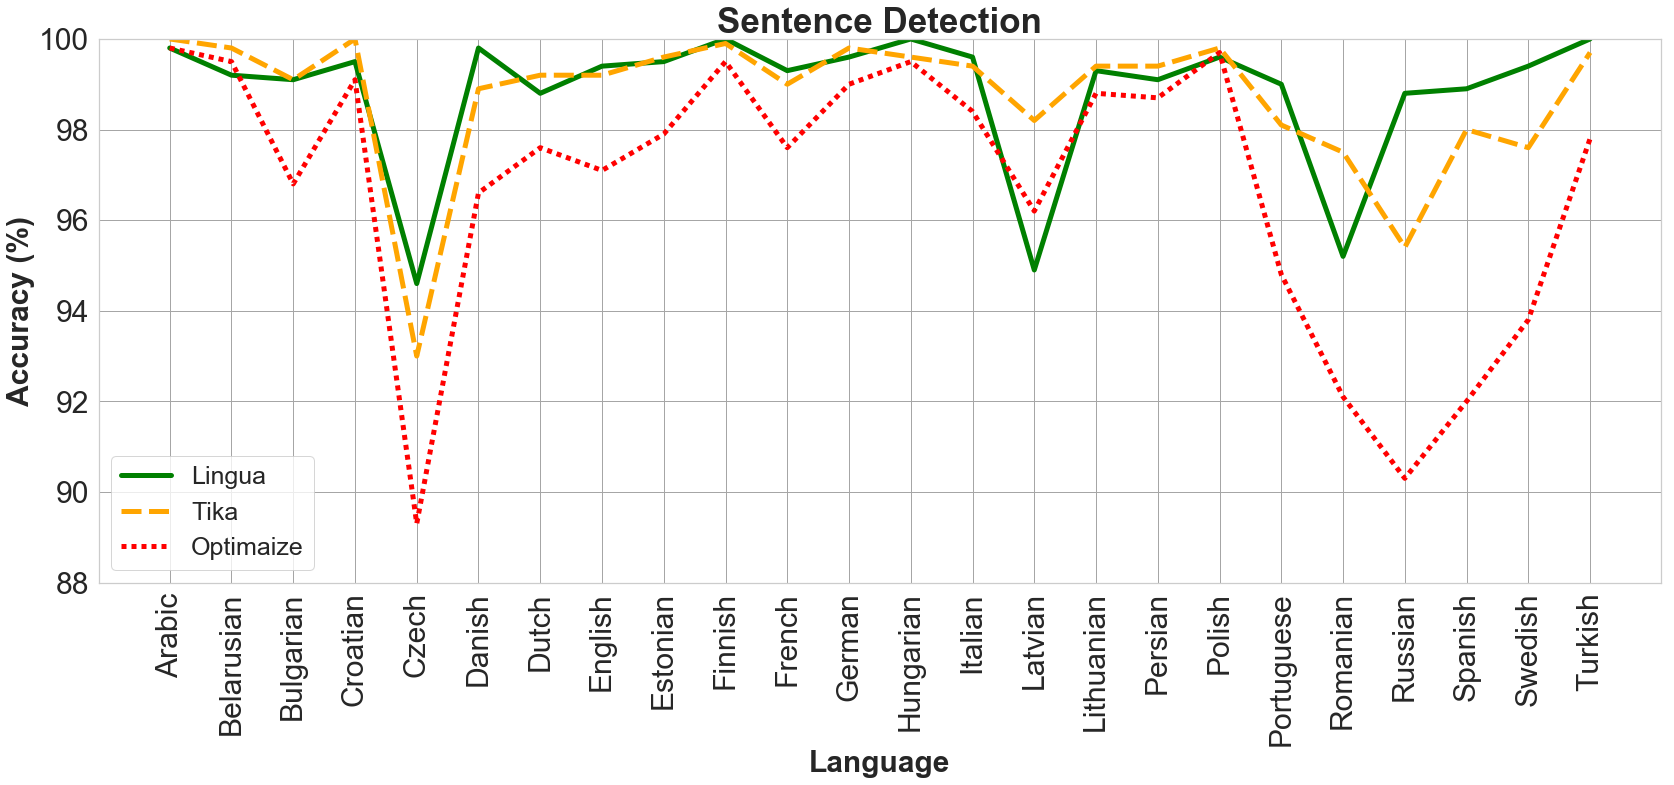 Sentence Detection
Accuracy (%)
100
98
96
94
92
90
88
Lingua
Tika
Optimaize
Arabic
Belarusian
Bulgarian
Croatian
Czech
Danish
Dutch
English
Estonian
Finnish
French
German
Hungarian
Italian
Latvian
Lithuanian
Persian
Polish
Portuguese
Romanian
Russian
Spanish
Swedish
Turkish
Language